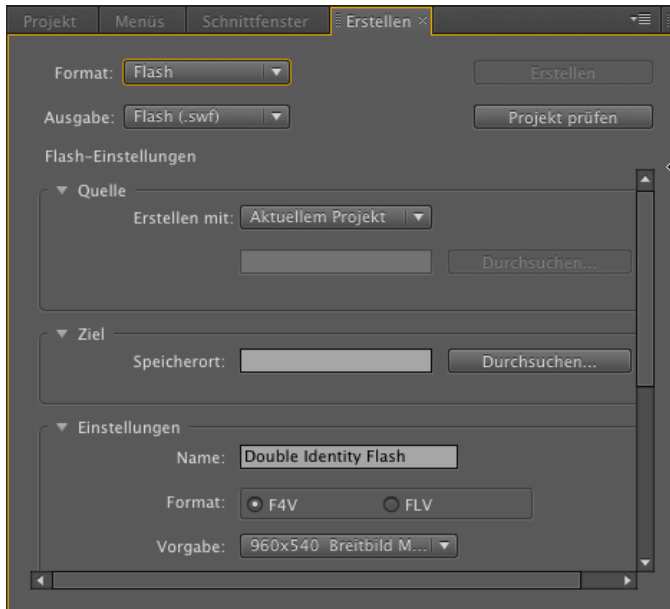 Projekt Menüs Schnittfenster Erstellen
Format: Flash Erstellen
Ausgabe: Flash (.swf) Projekt prüfen
Flash-Einstellungen
Quelle
Erstellen mit: Aktuellem Projekt
Durchsuchen...
Ziel
Speicherort: Durchsuchen...
Einstellungen
Name: Double Identity Flash
Format: F4V FLV
Vorgabe: 960x540 Breitbild M...